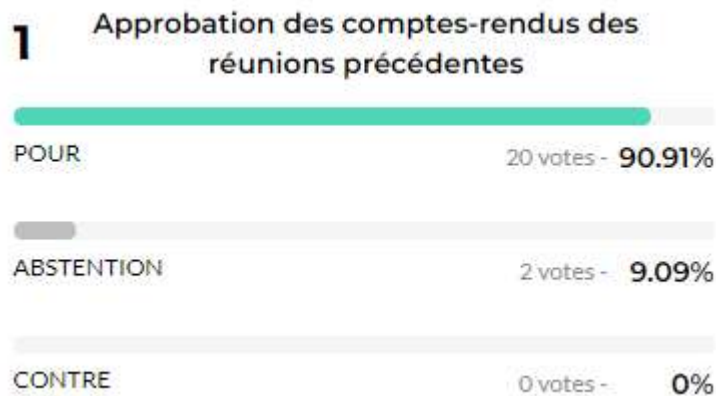 1 Approbation des comptes-rendus des
réunions précédentes
POUR 20 votes - 90.91%
ABSTENTION 2 votes - 9.09%
CONTRE 0 votes - 0%